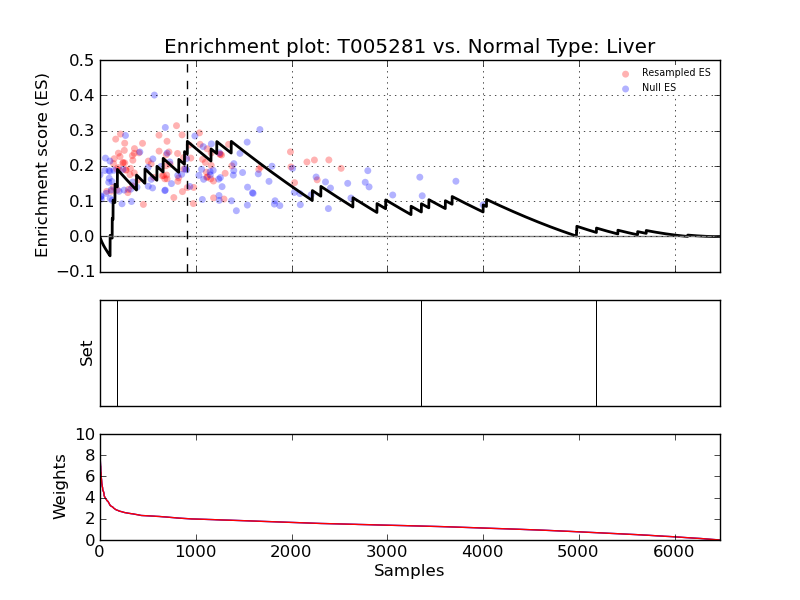 Enrichment plot: T005281 vs. Normal Type: Liver
Enrichment score (ES)
0.5
0.4
0.3
0.2
0.1
0.0
−0.1
Resampled ES
Null ES
Set
Weights
10
8
6
4
2
0
0 1000 2000 3000 4000 5000 6000
Samples